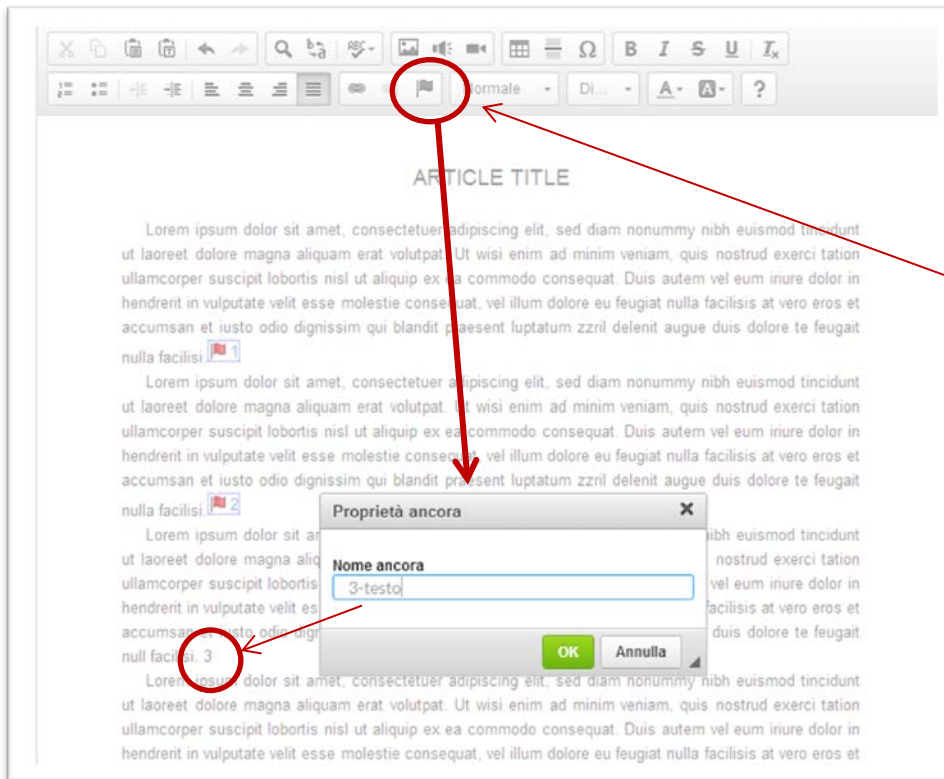 B I S U Tx
Normale Di... A A ?
ARTICLE TITLE
Lorem ipsum dolor sit amet, consectetuer adipiscing elit, sed diam nonummy nibh euismod tincidunt
ut laoreet dolore magna aliquam erat volutpat. Ut wisi enim ad minim veniam, quis nostrud exerci tation
ullamcorper suscipit lobortis nisl ut aliquip ex ea commodo consequat. Duis autem vel eum iriure dolor in
hendrerit in vulputate velit esse molestie consequat, vel illum dolore eu feugiat nulla facilisis at vero eros et
accumsan et iusto odio dignissim qui blandit praesent luptatum zzril delenit augue duis dolore te feugait
nulla facilisi. 1
Lorem ipsum dolor sit amet, consectetuer adipiscing elit, sed diam nonummy nibh euismod tincidunt
ut laoreet dolore magna aliquam erat volutpat. Ut wisi enim ad minim veniam, quis nostrud exerci tation
ullamcorper suscipit lobortis nisl ut aliquip ex ea commodo consequat. Duis autem vel eum iriure dolor in
hendrerit in vulputate velit esse molestie consequat, vel illum dolore eu feugiat nulla facilisis at vero eros et
accumsan et iusto odio dignissim qui blandit praesent luptatum zzril delenit augue duis dolore te feugait
nulla facilisi. 2
Proprietà ancora
Lorem ipsum dolor sit nibh euismod tincidunt
ut laoreet dolore magna nostrud exerci tation
Nome ancora
ullamcorper suscipit lobortis vel eum iriure dolor in
3-testo
hendrerit in vulputate velit facilisis at vero eros et
accumsan et iusto odio duis dolore te feugait
OK Annulla
null facilisi. 3
Lorem ipsum dolor sit amet, consectetuer adipiscing elit, sed diam nonummy nibh euismod tincidunt
ut laoreet dolore magna aliquam erat volutpat. Ut wisi enim ad minim veniam, quis nostrud exerci tation
ullamcorper suscipit lobortis nisl ut aliquip ex ea commodo consequat. Duis autem vel eum iriure dolor in
hendrerit in vulputate velit esse molestie consequat, vel illum dolore eu feugiat nulla facilisis at vero eros et